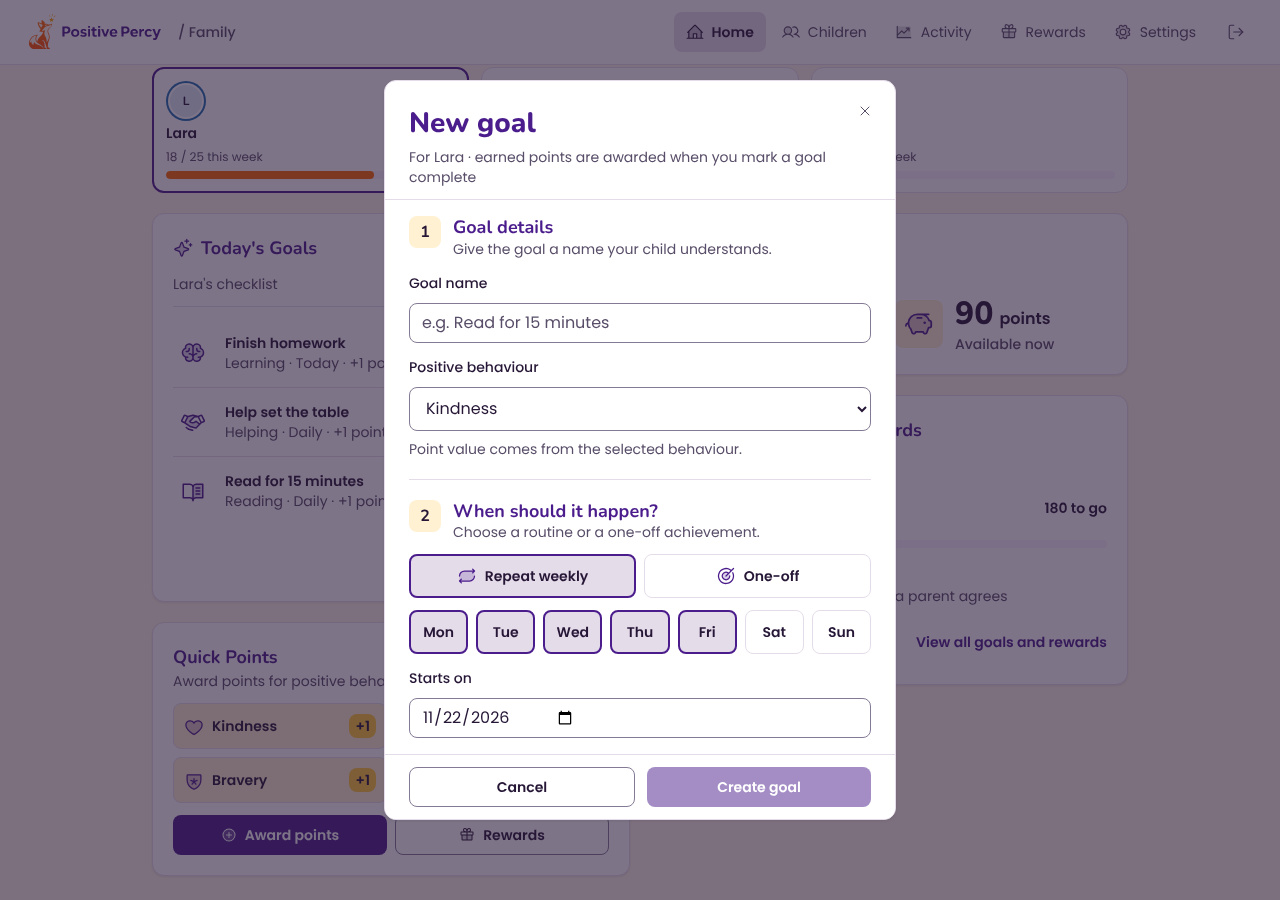 Positive Percy / Family
Home
Children
Activity
Rewards
Settings
L
Lara
18 / 25 this week
Today's Goals
Lara's checklist
Finish homework
Learning · Today · +1
Help set the table
Helping · Daily · +1 point
Read for 15 minutes
Reading · Daily · +1
Quick Points
Award points for positive
Kindness
+1
Bravery
+1
Award points
Rewards
90 points
Available now
180 to go
a parent agrees
View all goals and rewards
New goal
For Lara · earned points are awarded when you mark a goal
complete
1
Goal details
Give the goal a name your child understands.
Goal name
e.g. Read for 15 minutes
Positive behaviour
Kindness
Point value comes from the selected behaviour.
2
When should it happen?
Choose a routine or a one-off achievement.
Repeat weekly
One-off
Mon
Tue
Wed
Thu
Fri
Sat
Sun
Starts on
11/22/2026
Cancel
Create goal